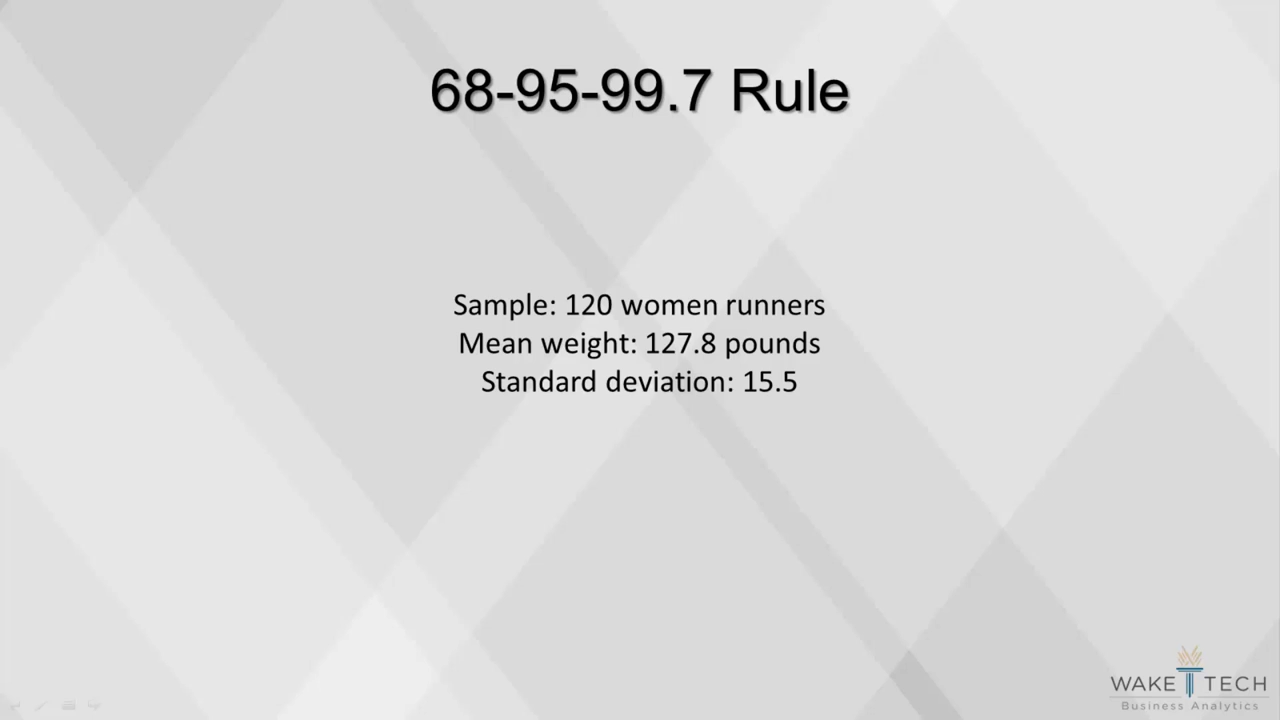 68-95-99.7 Rule
Sample: 120 women runners
Mean weight: 127.8 pounds
Standard deviation: 15.5
WAKE TECH
Business Analytics